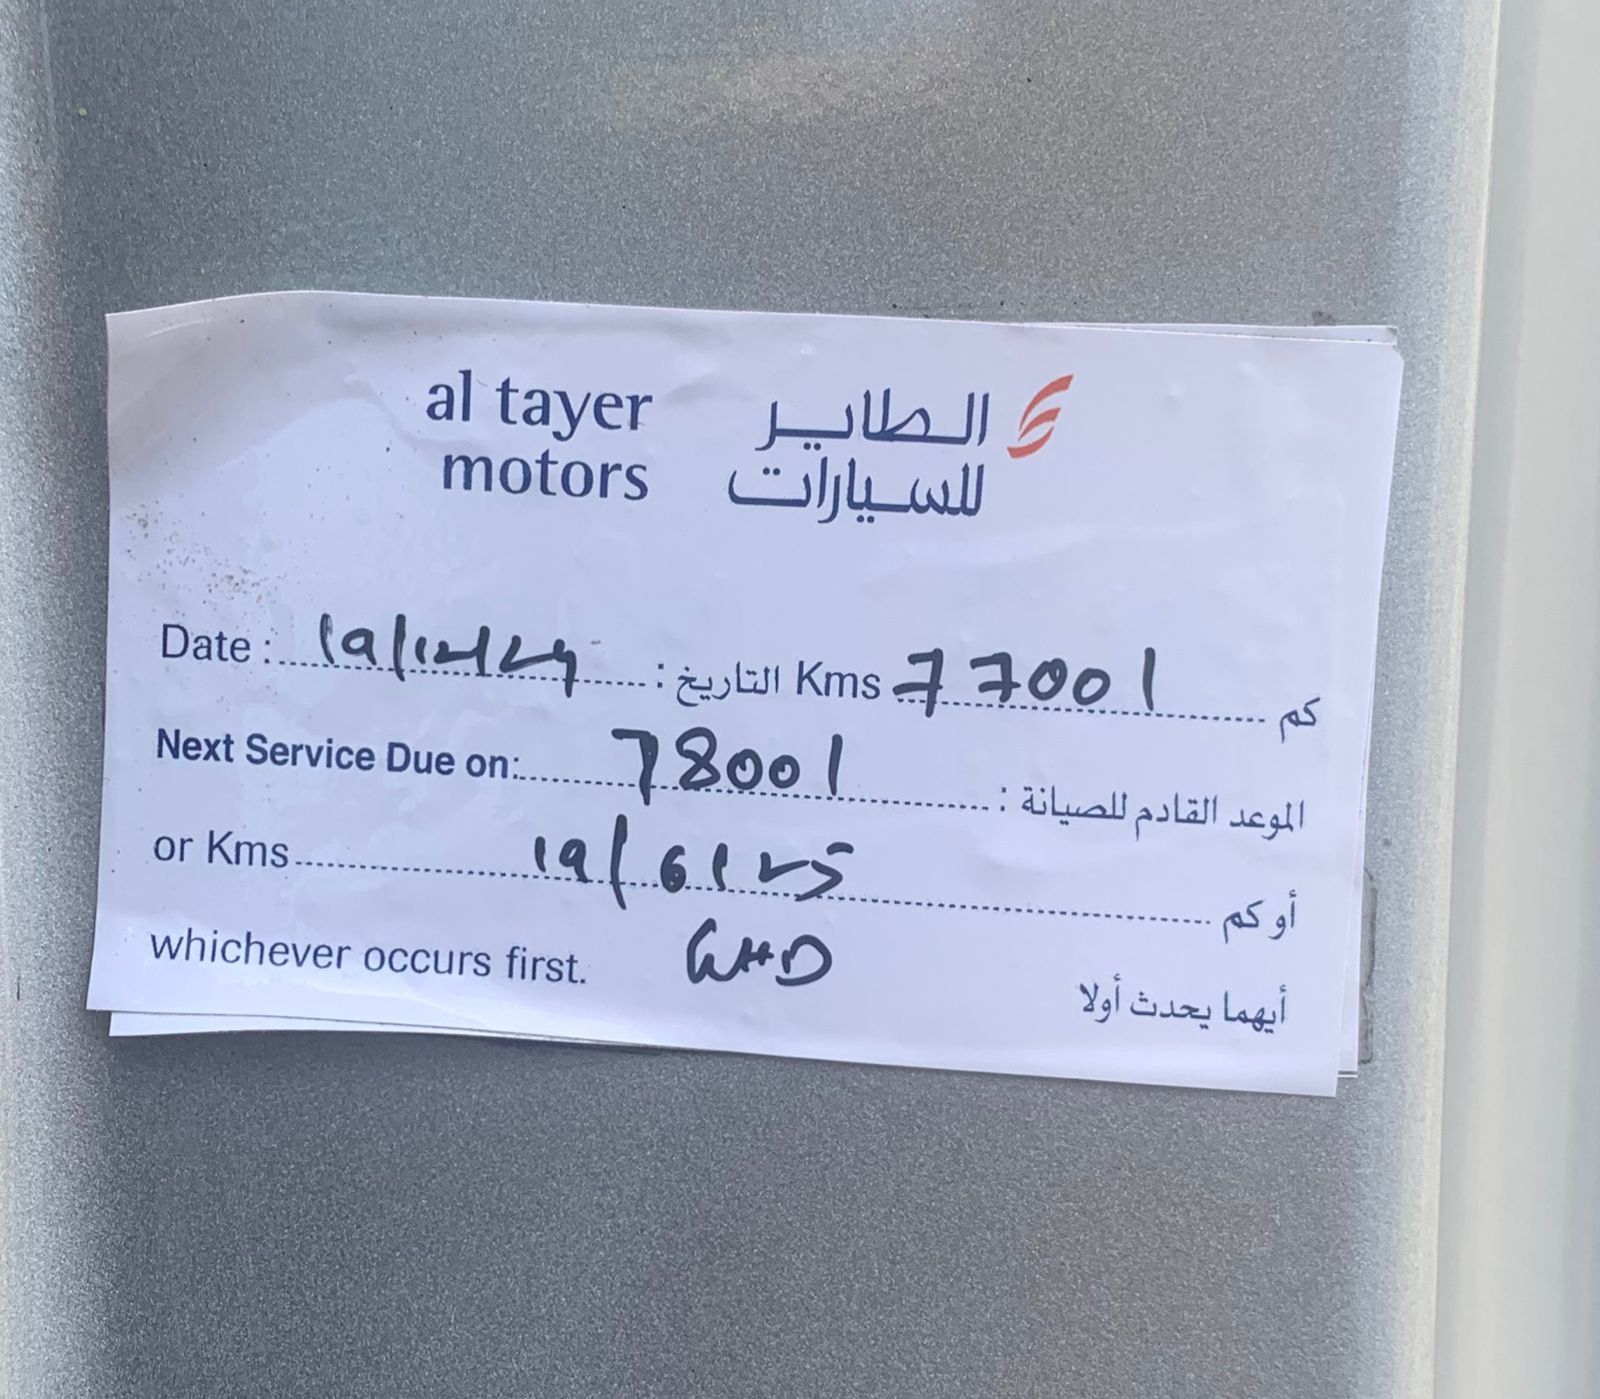 al tayer motors
الطاير للسيارات
Date : 19/12/24 : التاريخ Kms 77001 كم
Next Service Due on: 78001 : الموعد القادم للصيانة
or Kms 19/6/25 أو كم
whichever occurs first. أيهما يحدث أولا